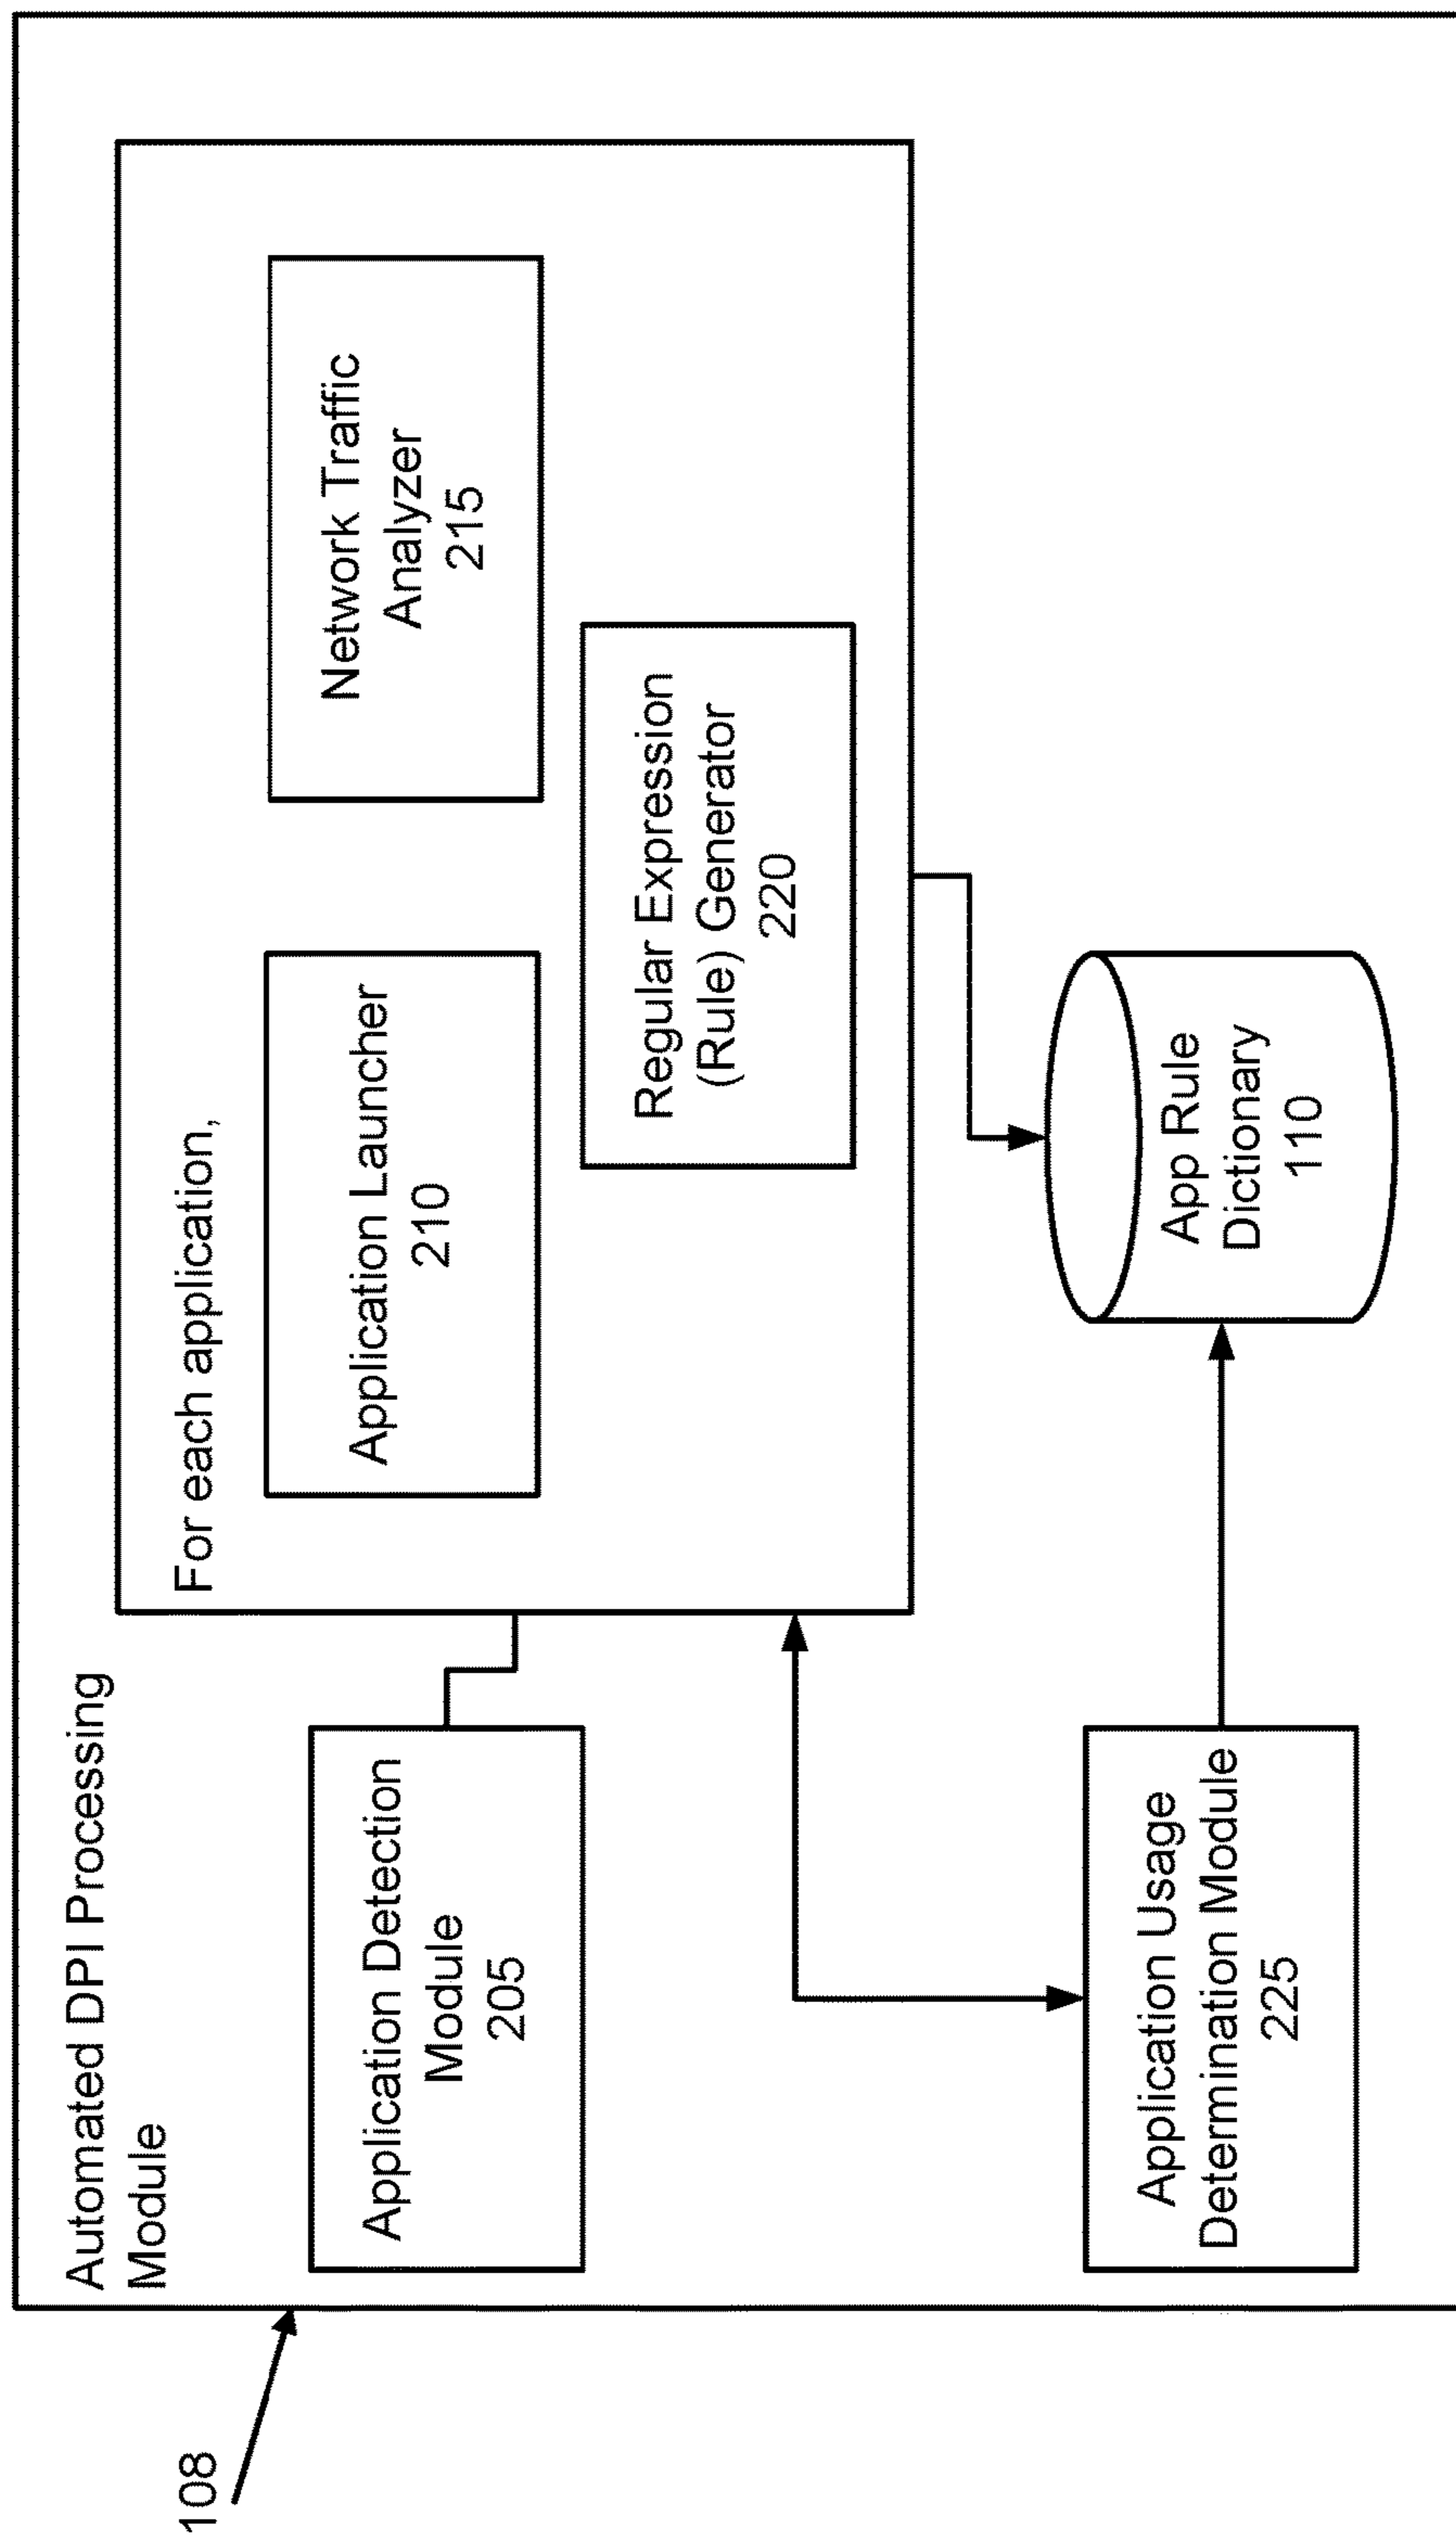 108
Automated DPI Processing
Module
For each application,
Application Detection
Module
205
Application Launcher
210
Network Traffic
Analyzer
215
Regular Expression
(Rule) Generator
220
Application Usage
Determination Module
225
App Rule
Dictionary
110